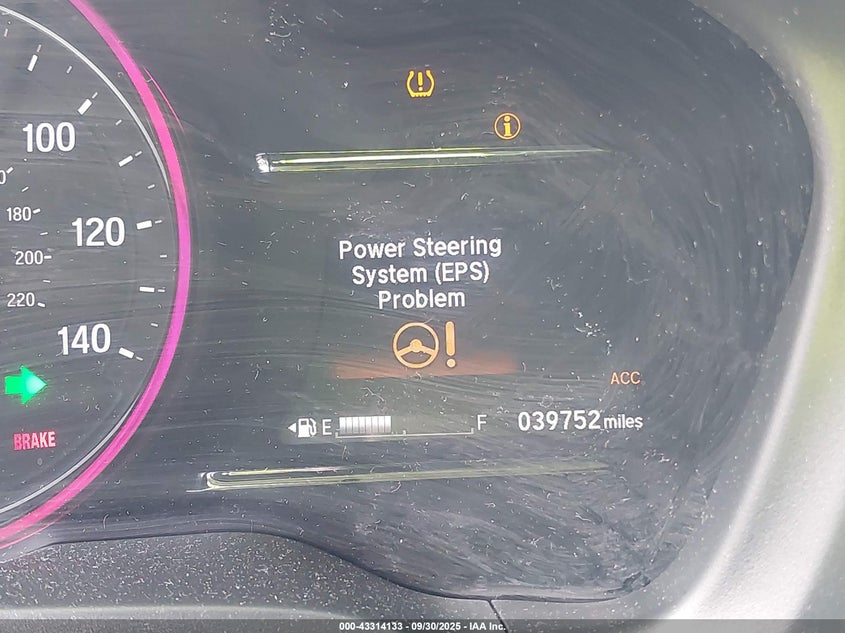 100
180
120
200
220
140
BRAKE
Power Steering
System (EPS)
Problem
!
ACC
E F 039752 miles
000-43314133 - 09/30/2025 - IAA Inc.